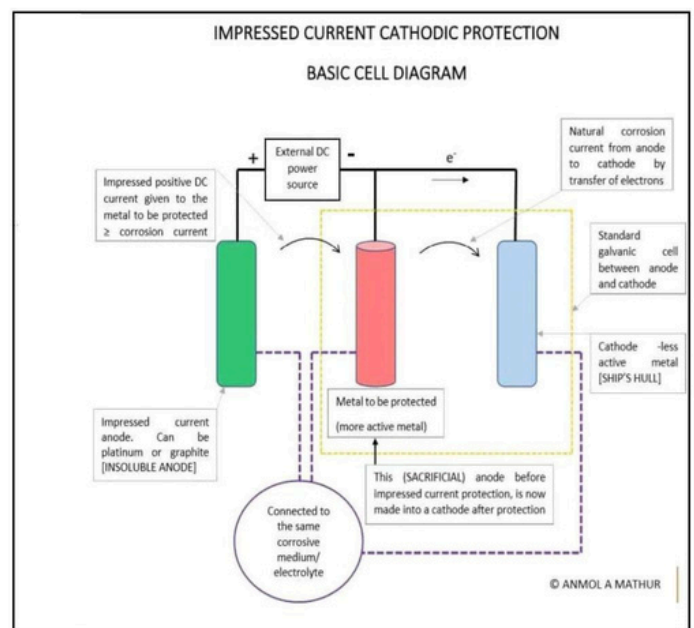 IMPRESSED CURRENT CATHODIC PROTECTION
BASIC CELL DIAGRAM
Natural corrosion
current from anode
to cathode by
transfer of electrons
+
External DC
power
source
-
e-
Impressed positive DC
current given to the
metal to be protected
≥ corrosion current
Standard
galvanic cell
between anode
and cathode
Cathode -less
active metal
[SHIP'S HULL]
Metal to be protected
(more active metal)
Impressed current
anode. Can be
platinum or graphite
[INSOLUBLE ANODE]
This (SACRIFICIAL) anode before
impressed current protection, is now
made into a cathode after protection
Connected to
the same
corrosive
medium/
electrolyte
© ANMOL A MATHUR